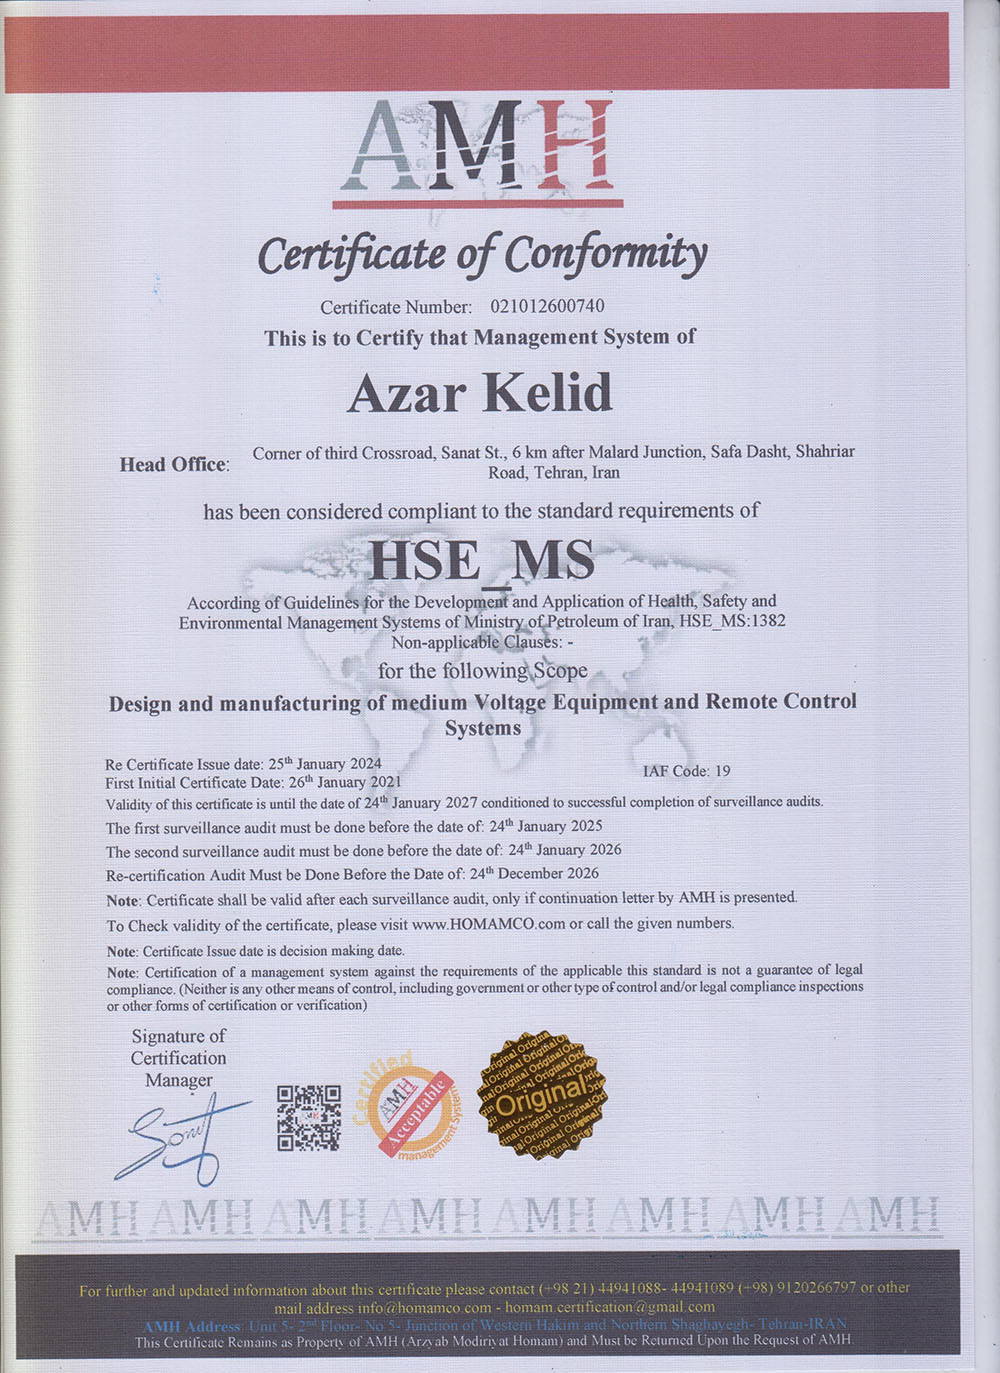 AMH
Certificate of Conformity
Certificate Number: 021012600740
This is to Certify that Management System of
Azar Kelid
Head Office: Corner of third Crossroad, Sanat St., 6 km after Malard Junction, Safa Dasht, Shahriar
Road, Tehran, Iran
has been considered compliant to the standard requirements of
HSE_MS
According of Guidelines for the Development and Application of Health, Safety and
Environmental Management Systems of Ministry of Petroleum of Iran, HSE_MS:1382
Non-applicable Clauses: -
for the following Scope
Design and manufacturing of medium Voltage Equipment and Remote Control
Systems
Re Certificate Issue date: 25th January 2024
IAF Code: 19
First Initial Certificate Date: 26th January 2021
Validity of this certificate is until the date of 24th January 2027 conditioned to successful completion of surveillance audits.
The first surveillance audit must be done before the date of: 24th January 2025
The second surveillance audit must be done before the date of: 24th January 2026
Re-certification Audit Must be Done Before the Date of: 24th December 2026
Note: Certificate shall be valid after each surveillance audit, only if continuation letter by AMH is presented.
To Check validity of the certificate, please visit www.HOMAMCO.com or call the given numbers.
Note: Certificate Issue date is decision making date.
Note: Certification of a management system against the requirements of the applicable this standard is not a guarantee of legal
compliance. (Neither is any other means of control, including government or other type of control and/or legal compliance inspections
or other forms of certification or verification)
Signature of
Certification
Manager
Certified
AMH
Acceptable
management System
Original
AMH AMH AMH AMH AMH AMH AMH AMH
For further and updated information about this certificate please contact (+98 21) 44941088- 44941089 (+98) 9120266797 or other
mail address info@homamco.com - homam.certification@gmail.com
AMH Address: Unit 5- 2nd Floor- No 5- Junction of Western Hakim and Northern Shaghayegh- Tehran-IRAN
This Certificate Remains as Property of AMH (Arzyab Modiriyat Homam) and Must be Returned Upon the Request of AMH.